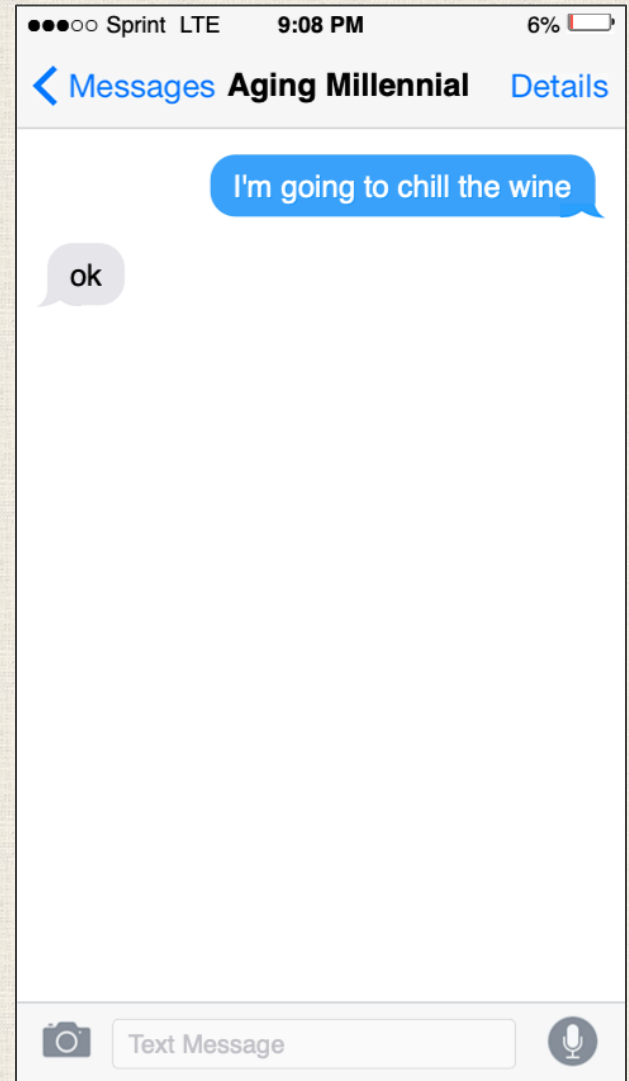 Sprint LTE 9:08 PM 6%
Messages Aging Millennial Details
I'm going to chill the wine
ok
Text Message